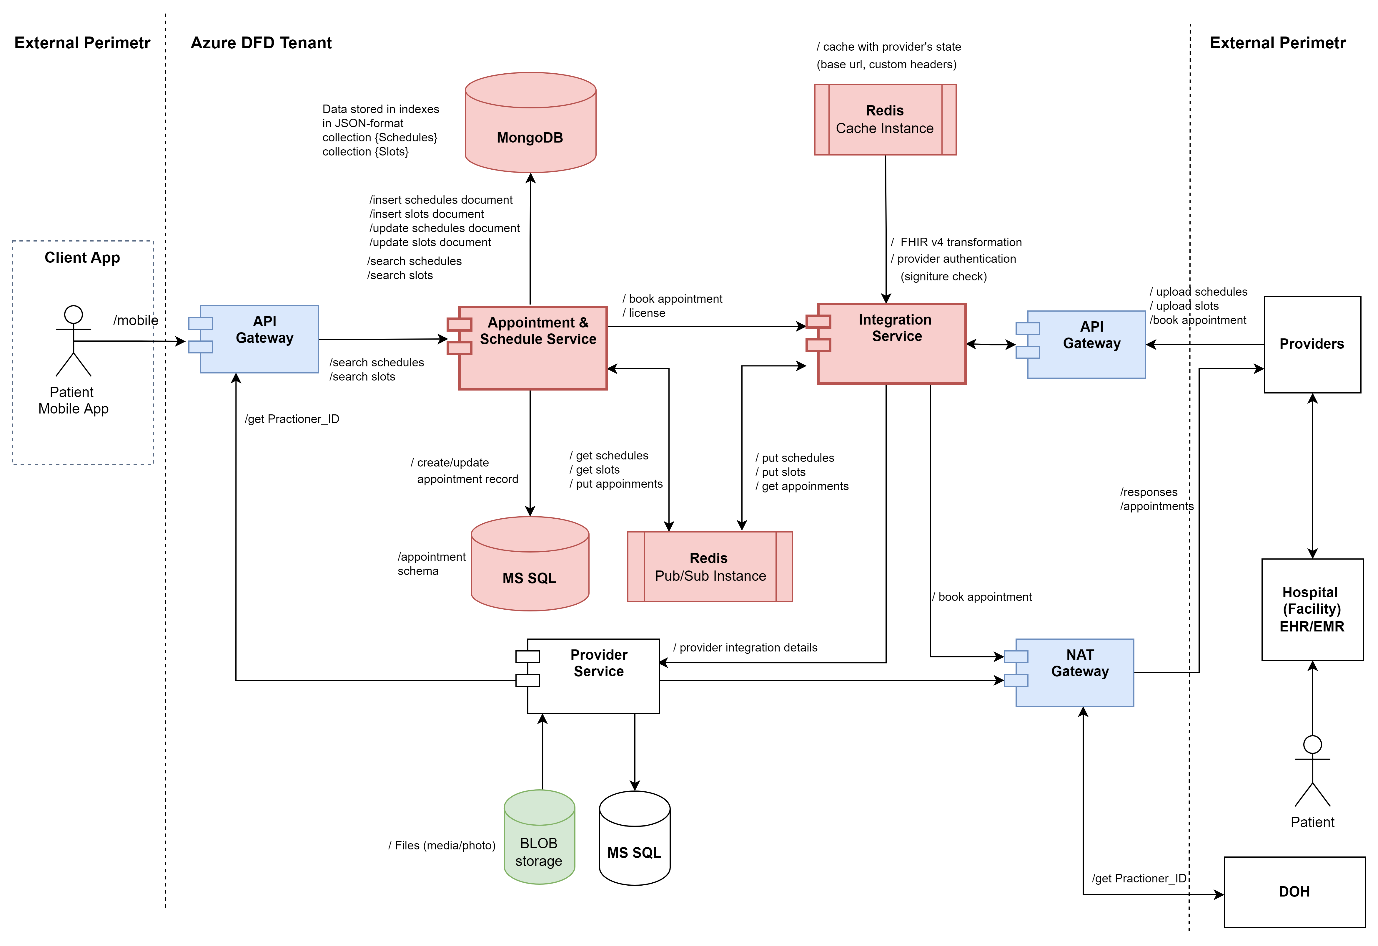 External Perimetr
Azure DFD Tenant
External Perimetr
/ cache with provider's state
(base url, custom headers)
Data stored in indexes
in JSON-format
collection {Schedules}
collection {Slots}
MongoDB
Redis
Cache Instance
/insert schedules document
/insert slots document
/update schedules document
/update slots document
/search schedules
/search slots
/ FHIR v4 transformation
/ provider authentication
(signiture check)
Client App
/mobile
Patient
Mobile App
API
Gateway
/search schedules
/search slots
Appointment &
Schedule Service
/ book appointment
/ license
Integration
Service
API
Gateway
/ upload schedules
/ upload slots
/book appointment
Providers
/get Practioner_ID
/ create/update
appointment record
/ get schedules
/ get slots
/ put appoinments
/ put schedules
/ put slots
/ get appoinments
/responses
/appointments
/appointment
schema
MS SQL
Redis
Pub/Sub Instance
Hospital
(Facility)
EHR/EMR
/ book appointment
Provider
Service
/ provider integration details
NAT
Gateway
/ Files (media/photo)
BLOB
storage
MS SQL
Patient
/get Practioner_ID
DOH